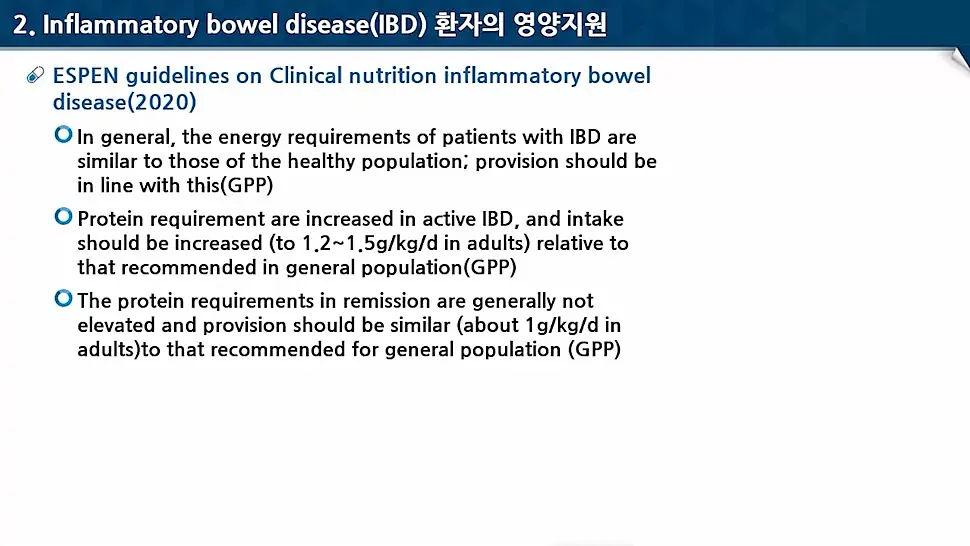 2. Inflammatory bowel disease(IBD) 환자의 영양지원
ESPEN guidelines on Clinical nutrition inflammatory bowel
disease(2020)
In general, the energy requirements of patients with IBD are
similar to those of the healthy population; provision should be
in line with this(GPP)
Protein requirement are increased in active IBD, and intake
should be increased (to 1.2~1.5g/kg/d in adults) relative to
that recommended in general population(GPP)
The protein requirements in remission are generally not
elevated and provision should be similar (about 1g/kg/d in
adults)to that recommended for general population (GPP)